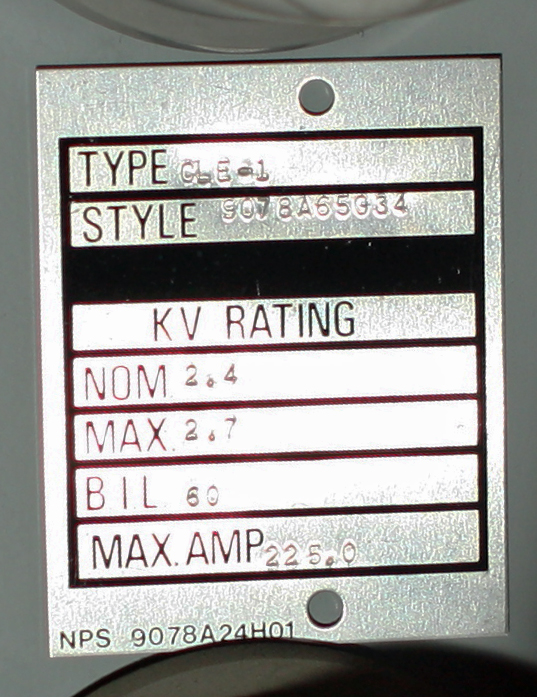 TYPE CLE-1
STYLE 9078A65G34
KV RATING
NOM 2.4
MAX. 2.7
BIL 60
MAX. AMP 225.0
NPS 9078A24H01